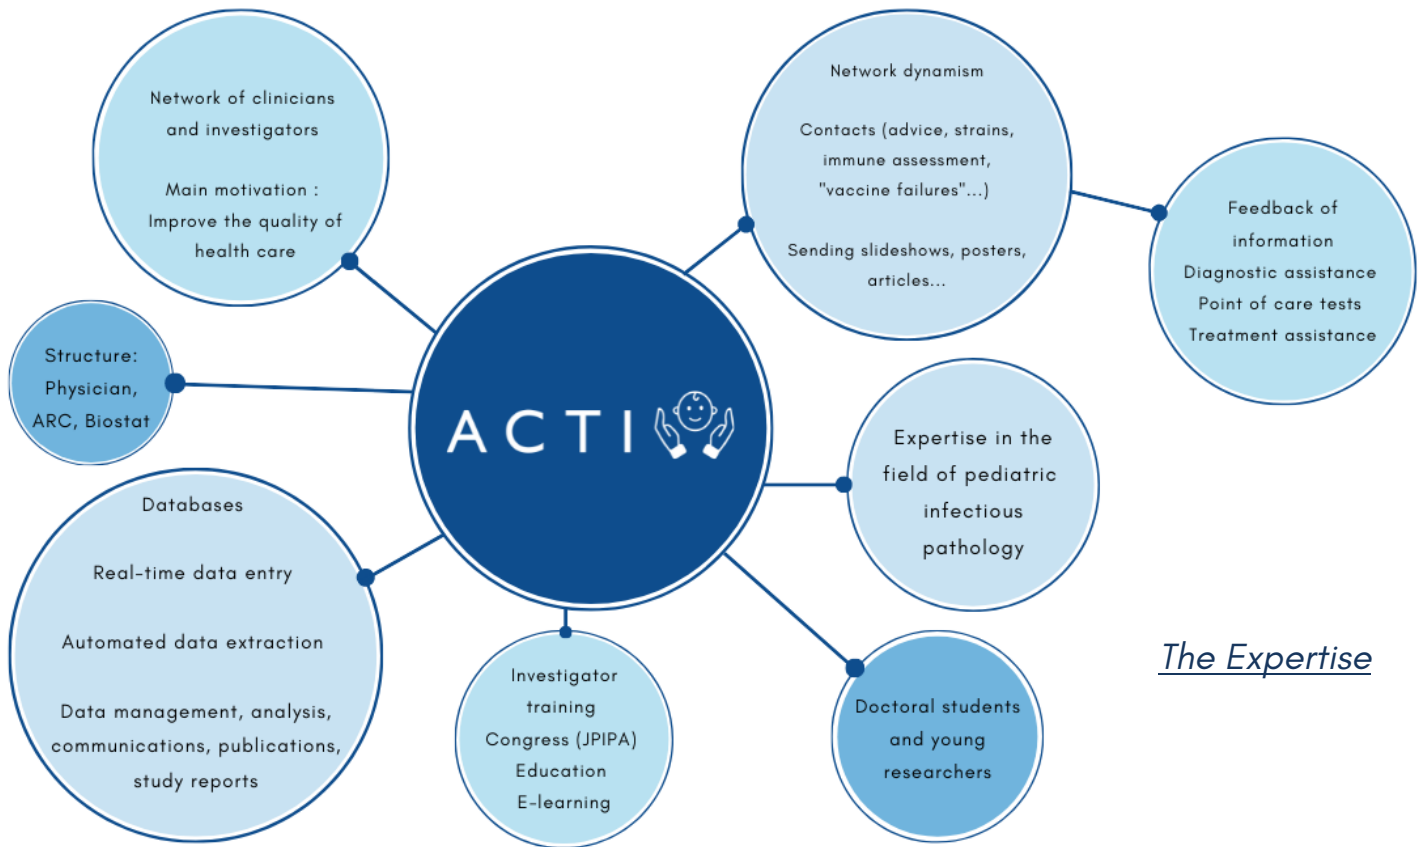 Network of clinicians
and investigators
Main motivation :
Improve the quality of
health care
Network dynamism
Contacts (advice, strains,
immune assessment,
"vaccine failures"...)
Sending slideshows, posters,
articles...
Feedback of
information
Diagnostic assistance
Point of care tests
Treatment assistance
Structure:
Physician,
ARC, Biostat
ACTI
Expertise in the
field of pediatric
infectious
pathology
Databases
Real-time data entry
Automated data extraction
Data management, analysis,
communications, publications,
study reports
Investigator
training
Congress (JPIPA)
Education
E-learning
Doctoral students
and young
researchers
The Expertise